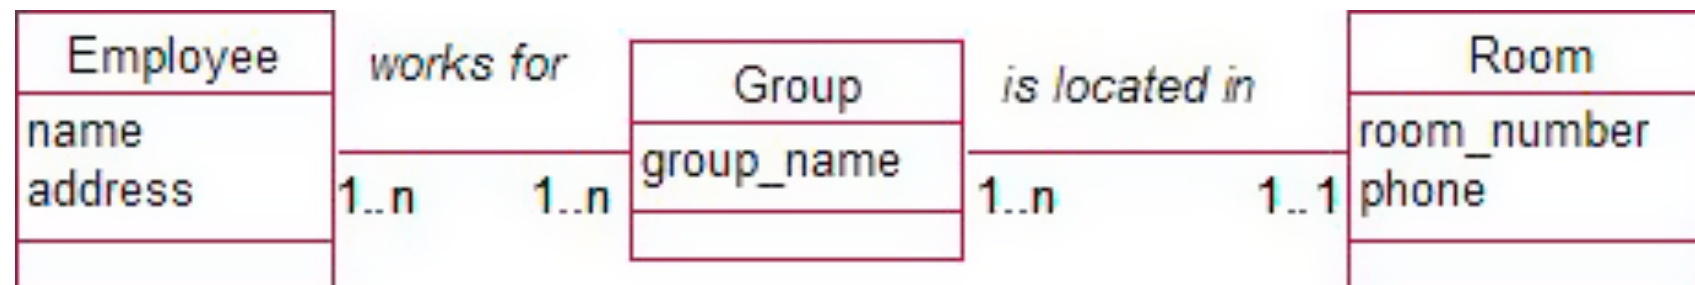 Employee
name
address
works for
1..n
1..n
Group
group_name
is located in
1..n
1..1
Room
room_number
phone